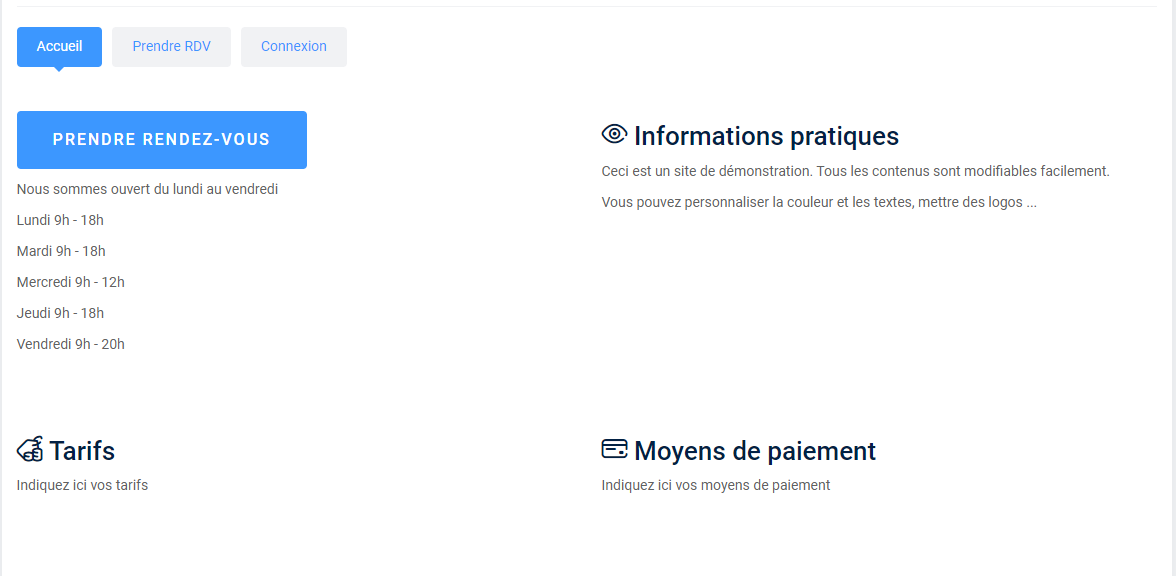 Accueil
Prendre RDV
Connexion
PRENDRE RENDEZ-VOUS
Nous sommes ouvert du lundi au vendredi
Lundi 9h - 18h
Mardi 9h - 18h
Mercredi 9h - 12h
Jeudi 9h - 18h
Vendredi 9h - 20h
Informations pratiques
Ceci est un site de démonstration. Tous les contenus sont modifiables facilement.
Vous pouvez personnaliser la couleur et les textes, mettre des logos ...
Tarifs
Indiquez ici vos tarifs
Moyens de paiement
Indiquez ici vos moyens de paiement